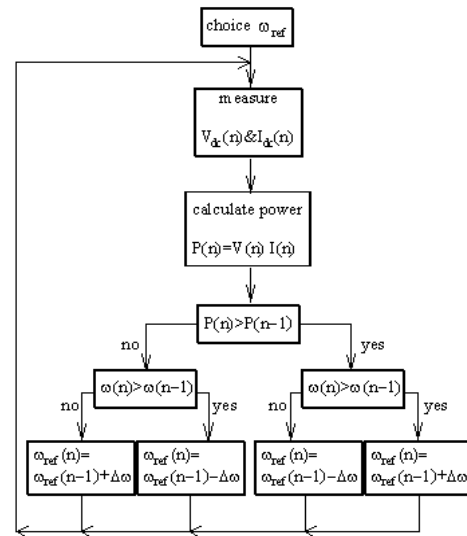 choice ω_ref
measure
V_dc(n)&I_dc(n)
calculate power
P(n)=V(n) I(n)
P(n)>P(n-1)
no
yes
ω(n)>ω(n-1)
ω(n)>ω(n-1)
no
yes
no
yes
ω_ref(n)=
ω_ref(n-1)+Δω
ω_ref(n)=
ω_ref(n-1)-Δω
ω_ref(n)=
ω_ref(n-1)-Δω
ω_ref(n)=
ω_ref(n-1)+Δω